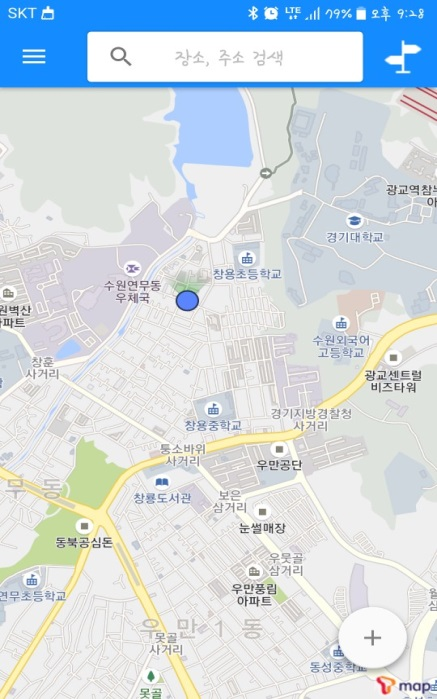 SKT
LTE
79%
오후 9:28
장소, 주소 검색
광교역참누
아
경기대학교
창용초등학교
수원연무동
우체국
원벽산
아파트
수원외국어
고등학교
광교센트럴
비즈타워
창훈
사거리
창용중학교
경기지방경찰청
사거리
퉁소바위
사거리
우만공단
무동
창룡도서관
보은
삼거리
눈썰매장
동북공심돈
우뭇골
삼거리
연무초등학교
우만풍림
아파트
월
삼
우만1동
못골
사거리
동성중학교
T map
못골